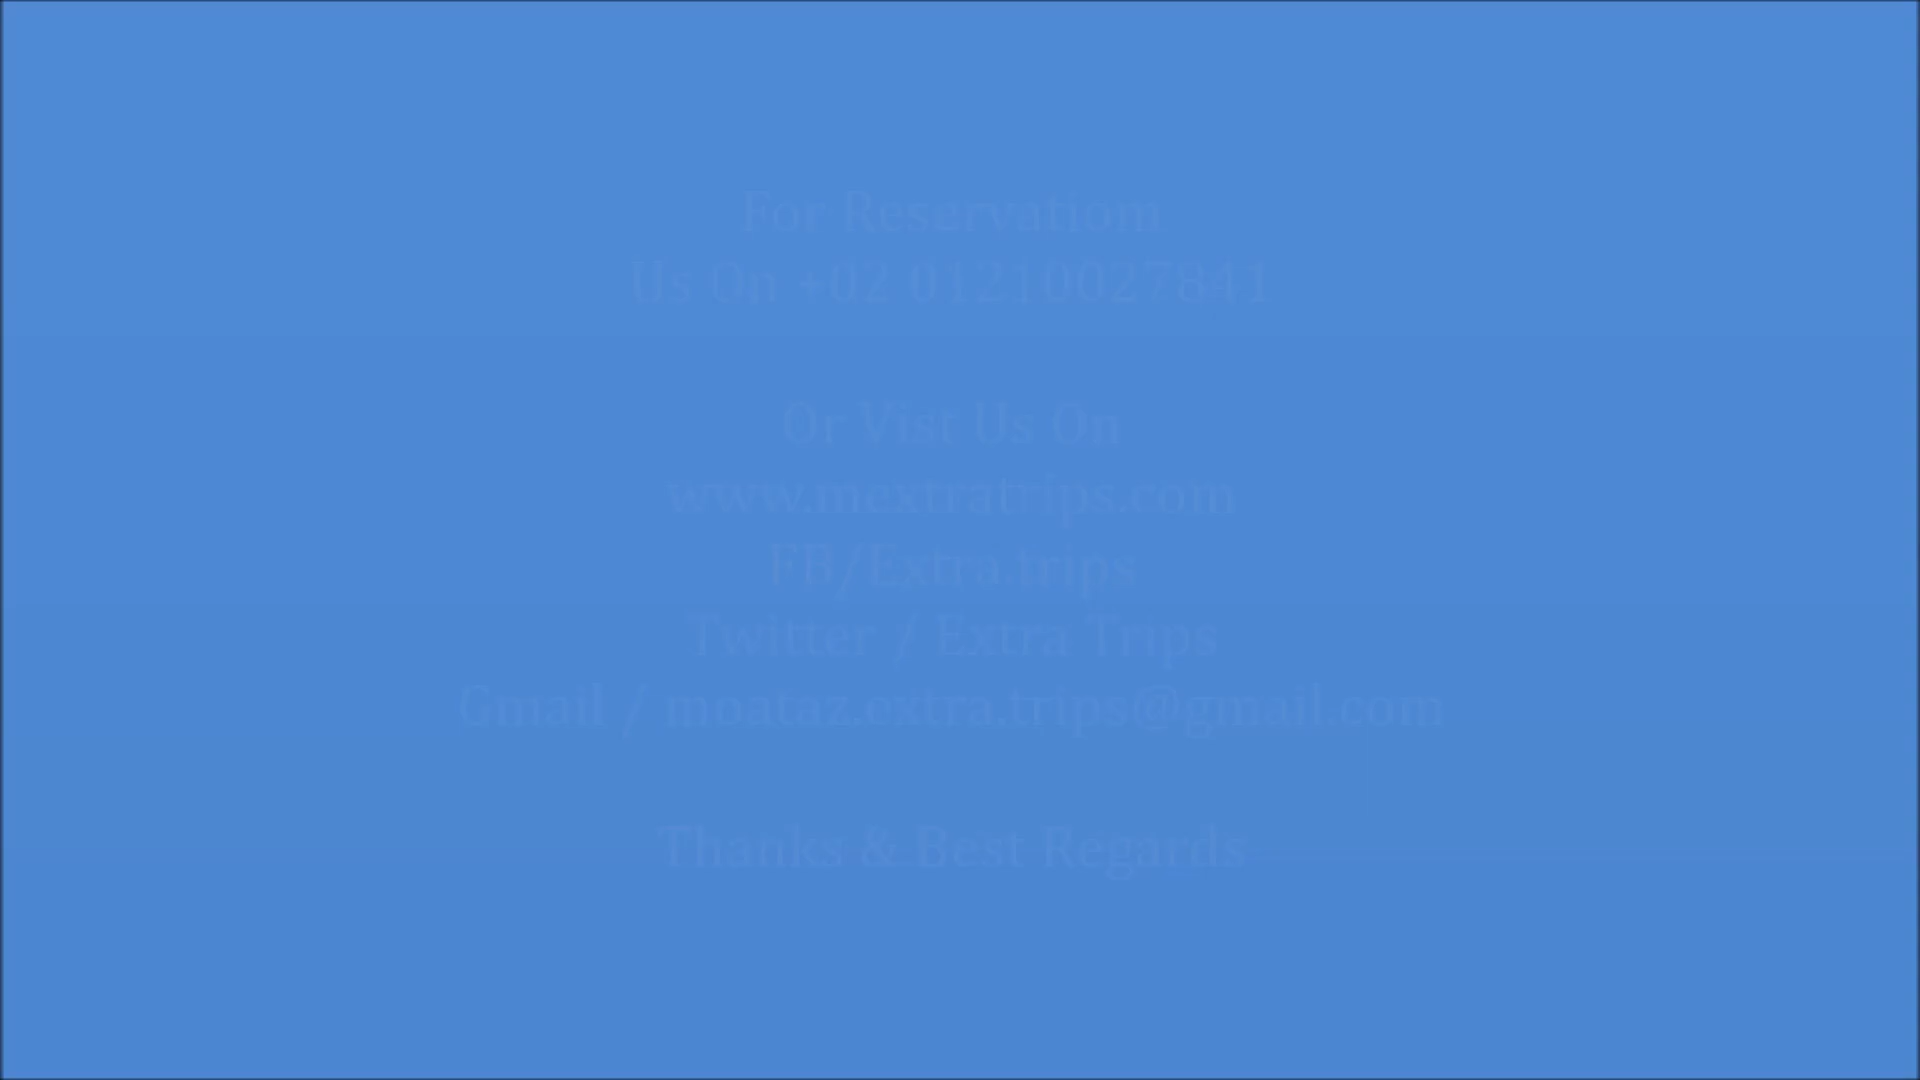 For Reservatiom
Us On +02 01210027841
Or Vist Us On
www.mextratrips.com
FB/Extra.trips
Twitter / Extra Trips
Gmail / moataz.extra.trips@gmail.com
Thanks & Best Regards